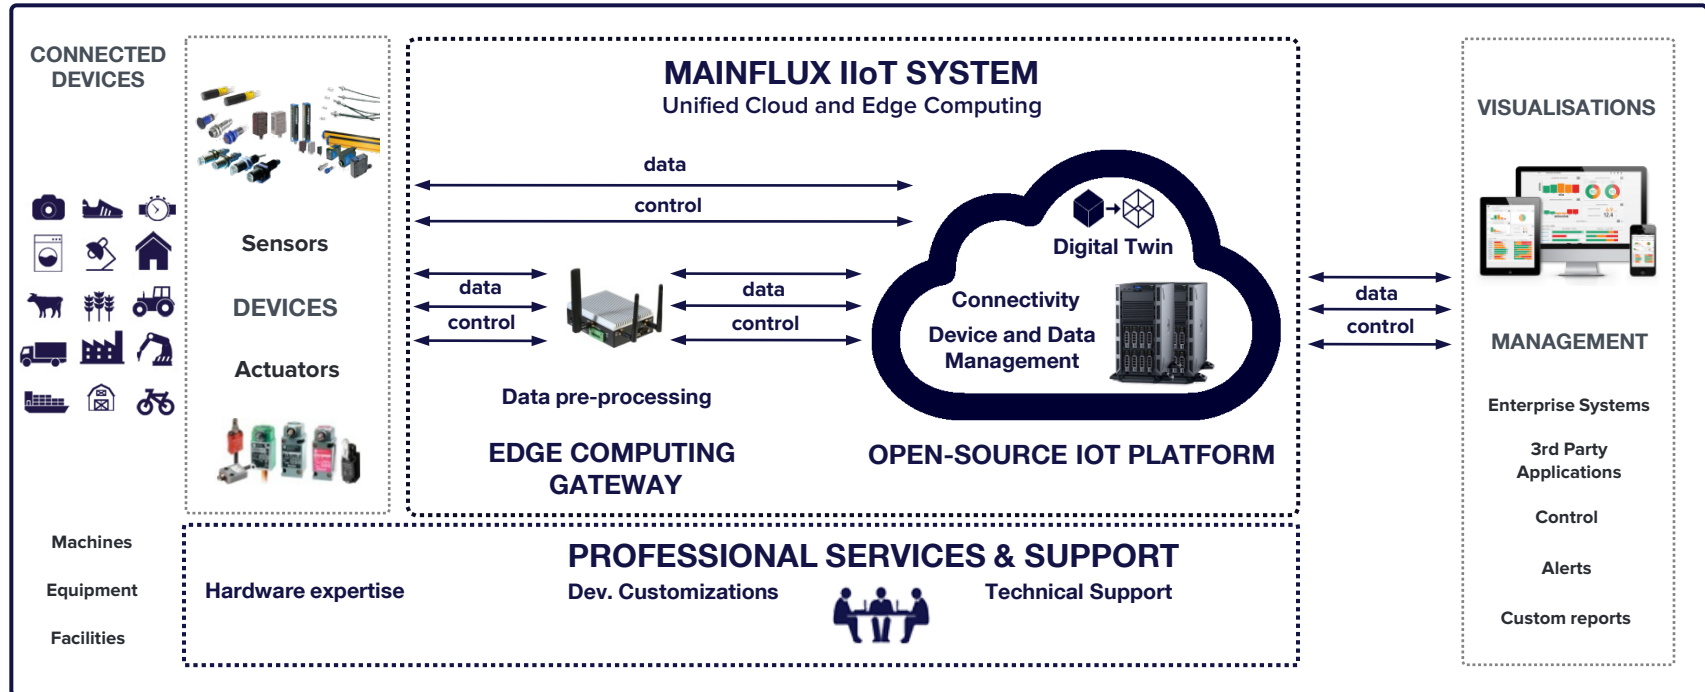 CONNECTED
DEVICES
Machines
Equipment
Facilities
Sensors
DEVICES
Actuators
MAINFLUX IIoT SYSTEM
Unified Cloud and Edge Computing
data
control
data
control
data
control
Data pre-processing
EDGE COMPUTING
GATEWAY
Digital Twin
Connectivity
Device and Data
Management
OPEN-SOURCE IOT PLATFORM
data
control
VISUALISATIONS
MANAGEMENT
Enterprise Systems
3rd Party
Applications
Control
Alerts
Custom reports
PROFESSIONAL SERVICES & SUPPORT
Hardware expertise
Dev. Customizations
Technical Support